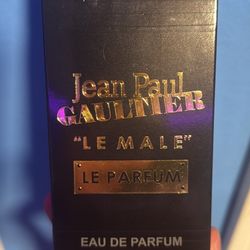 Jean Paul
GAULTIER
"LE MALE"
LE PARFUM
EAU DE PARFUM